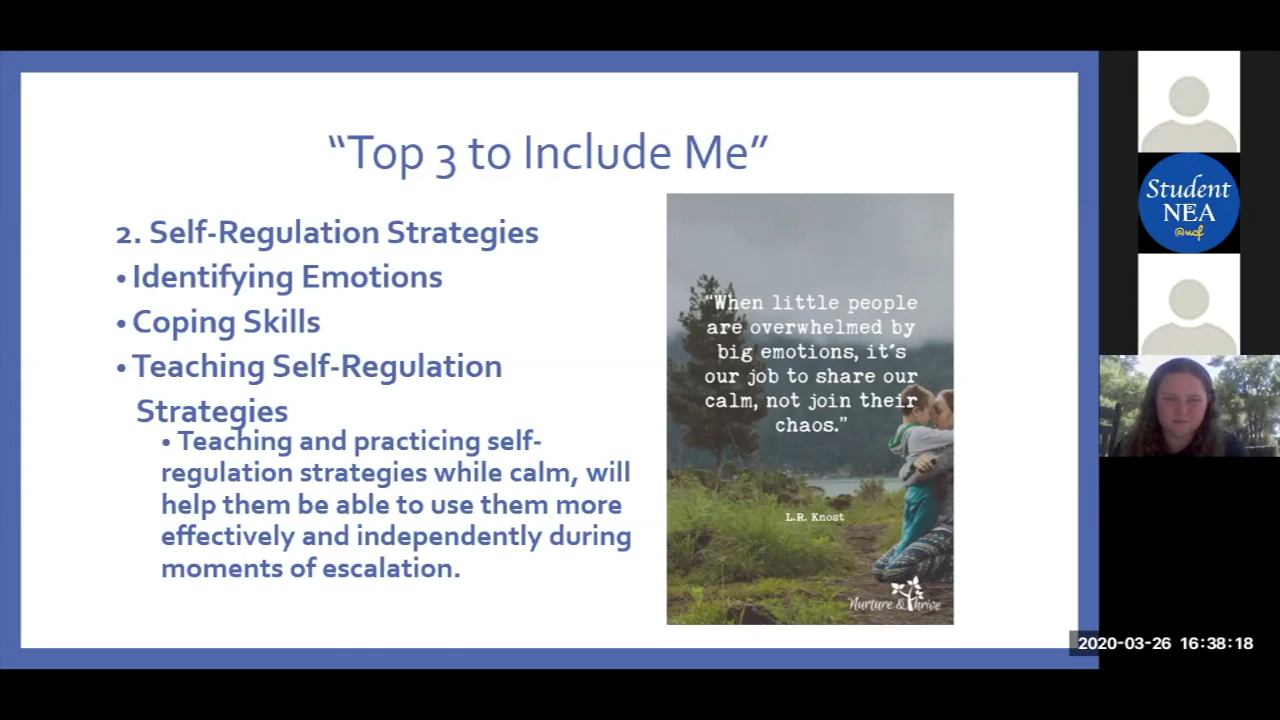 “Top 3 to Include Me”
2. Self-Regulation Strategies
• Identifying Emotions
• Coping Skills
• Teaching Self-Regulation
Strategies
• Teaching and practicing self-
regulation strategies while calm, will
help them be able to use them more
effectively and independently during
moments of escalation.
“When little people
are overwhelmed by
big emotions, it's
our job to share our
calm, not join their
chaos.”
L.R. Knost
Nurture & Thrive
Student
NEA
2020-03-26 16:38:18